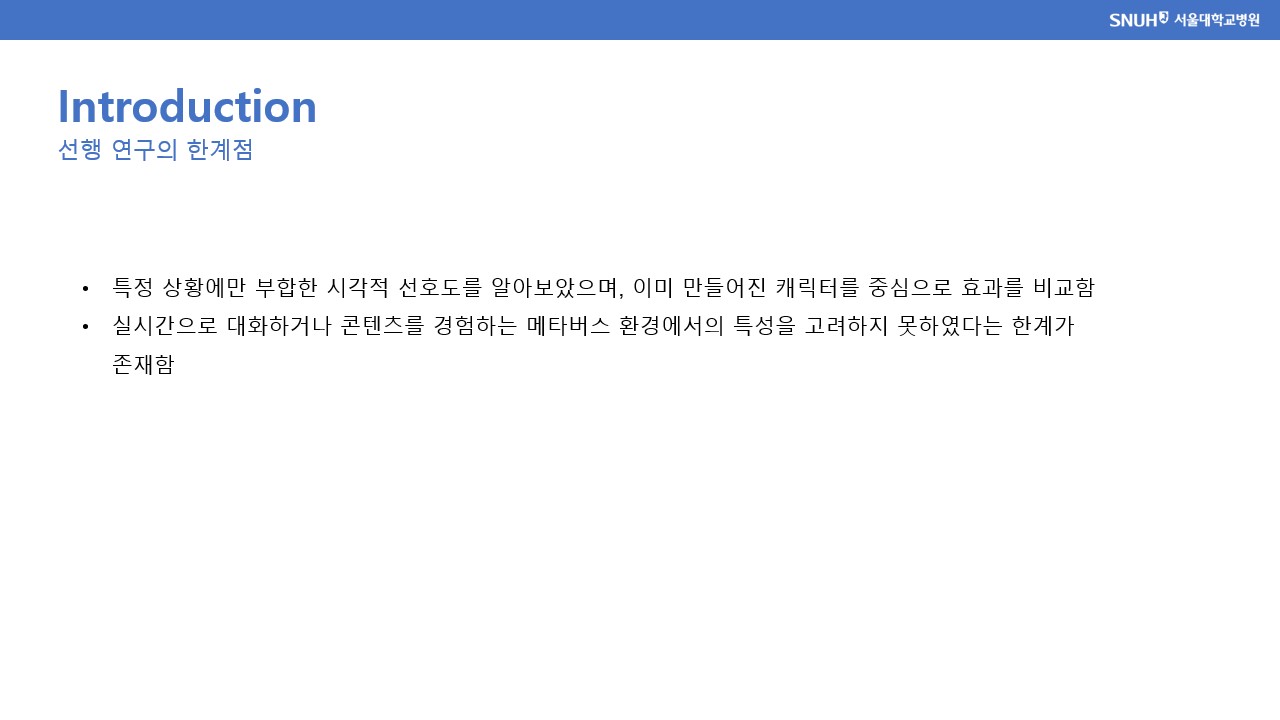 SNUH 서울대학교병원
Introduction
선행 연구의 한계점
• 특정 상황에만 부합한 시각적 선호도를 알아보았으며, 이미 만들어진 캐릭터를 중심으로 효과를 비교함
• 실시간으로 대화하거나 콘텐츠를 경험하는 메타버스 환경에서의 특성을 고려하지 못하였다는 한계가
존재함